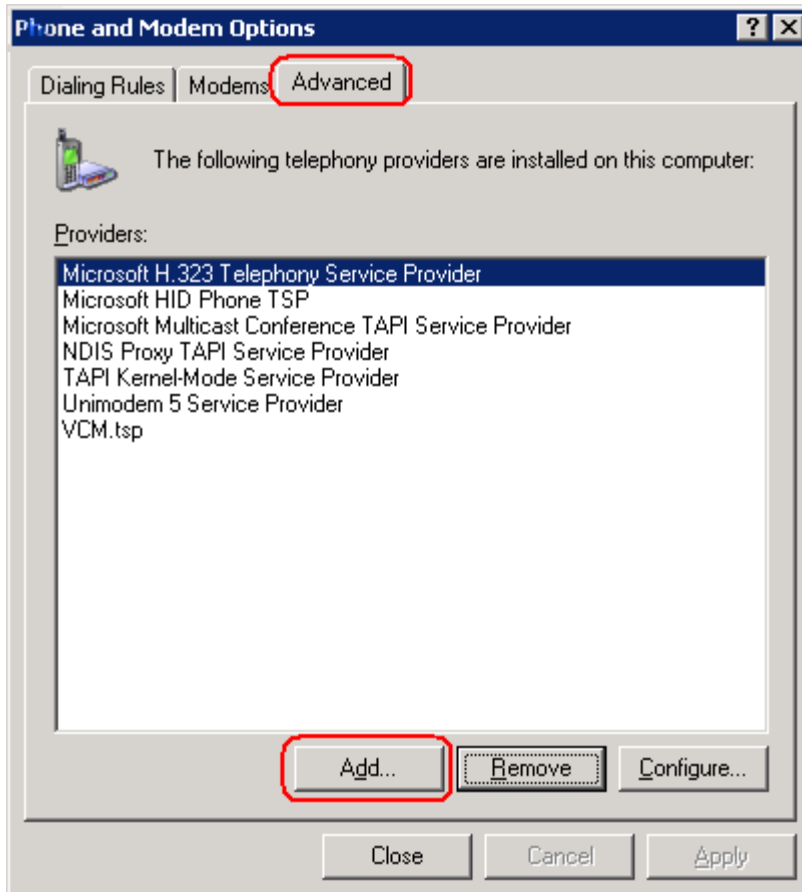 Phone and Modem Options
Dialing Rules Modems Advanced
The following telephony providers are installed on this computer:
Providers:
Microsoft H.323 Telephony Service Provider
Microsoft HID Phone TSP
Microsoft Multicast Conference TAPI Service Provider
NDIS Proxy TAPI Service Provider
TAPI Kernel-Mode Service Provider
Unimodem 5 Service Provider
VCM.tsp
Add... Remove Configure...
Close Cancel Apply